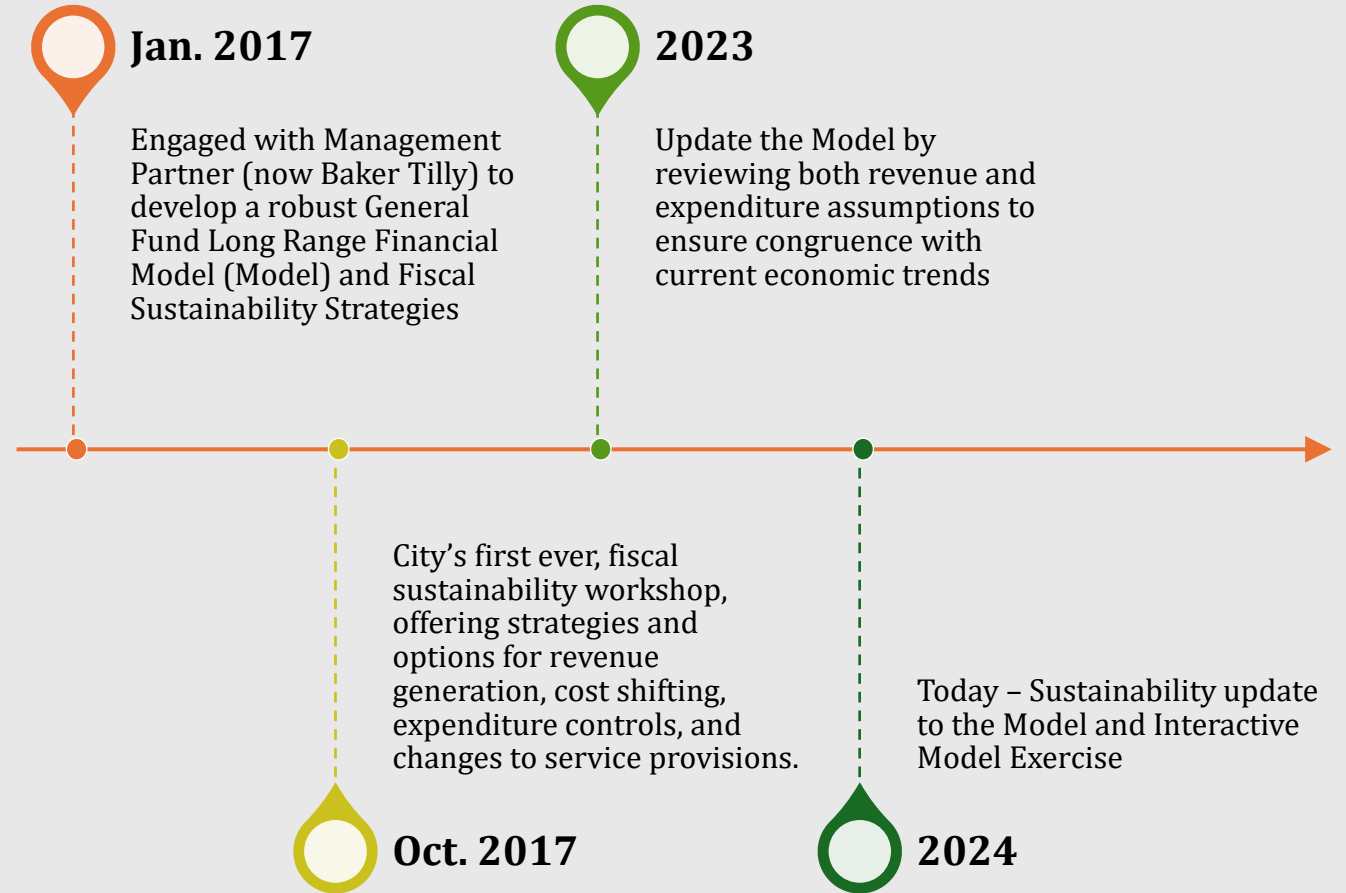 Jan. 2017
Engaged with Management
Partner (now Baker Tilly) to
develop a robust General
Fund Long Range Financial
Model (Model) and Fiscal
Sustainability Strategies
2023
Update the Model by
reviewing both revenue and
expenditure assumptions to
ensure congruence with
current economic trends
City’s first ever, fiscal
sustainability workshop,
offering strategies and
options for revenue
generation, cost shifting,
expenditure controls, and
changes to service provisions.
Oct. 2017
Today – Sustainability update
to the Model and Interactive
Model Exercise
2024